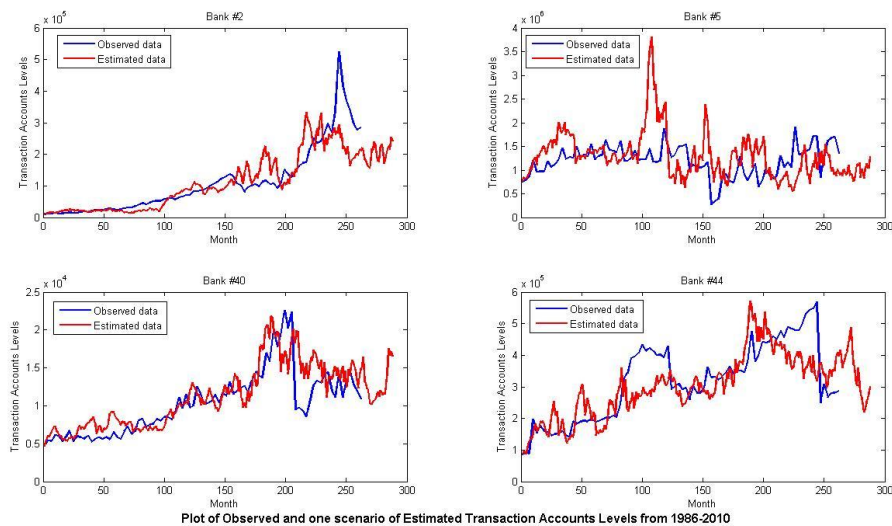 Bank #2
x 10^5
6
5
4
3
2
1
0
0 50 100 150 200 250 300
Month
Transaction Accounts Levels
Observed data
Estimated data
Bank #5
x 10^6
4
3.5
3
2.5
2
1.5
1
0.5
0
0 50 100 150 200 250 300
Month
Transaction Accounts Levels
Observed data
Estimated data
Bank #40
x 10^4
2.5
2
1.5
1
0.5
0
0 50 100 150 200 250 300
Month
Transaction Accounts Levels
Observed data
Estimated data
Bank #44
x 10^5
6
5
4
3
2
1
0
0 50 100 150 200 250 300
Month
Transaction Accounts Levels
Observed data
Estimated data
Plot of Observed and one scenario of Estimated Transaction Accounts Levels from 1986-2010